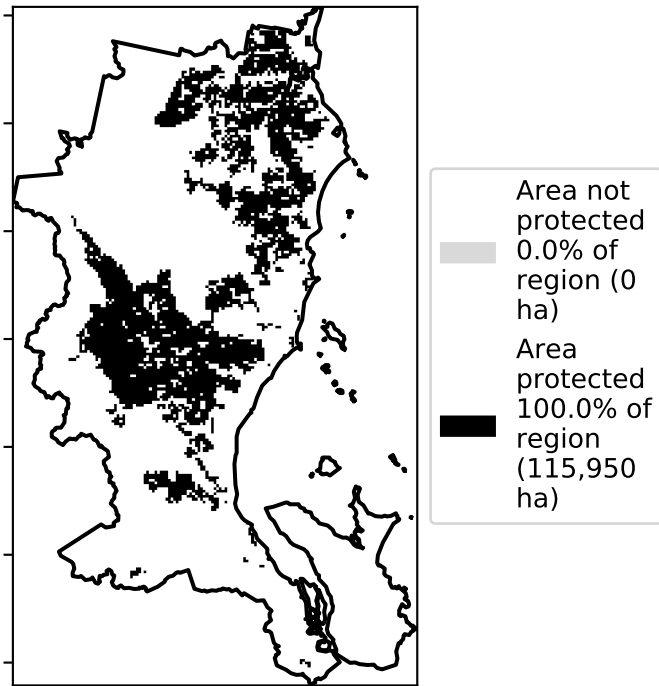 Area not
protected
0.0% of
region (0
ha)
Area
protected
100.0% of
region
(115,950
ha)